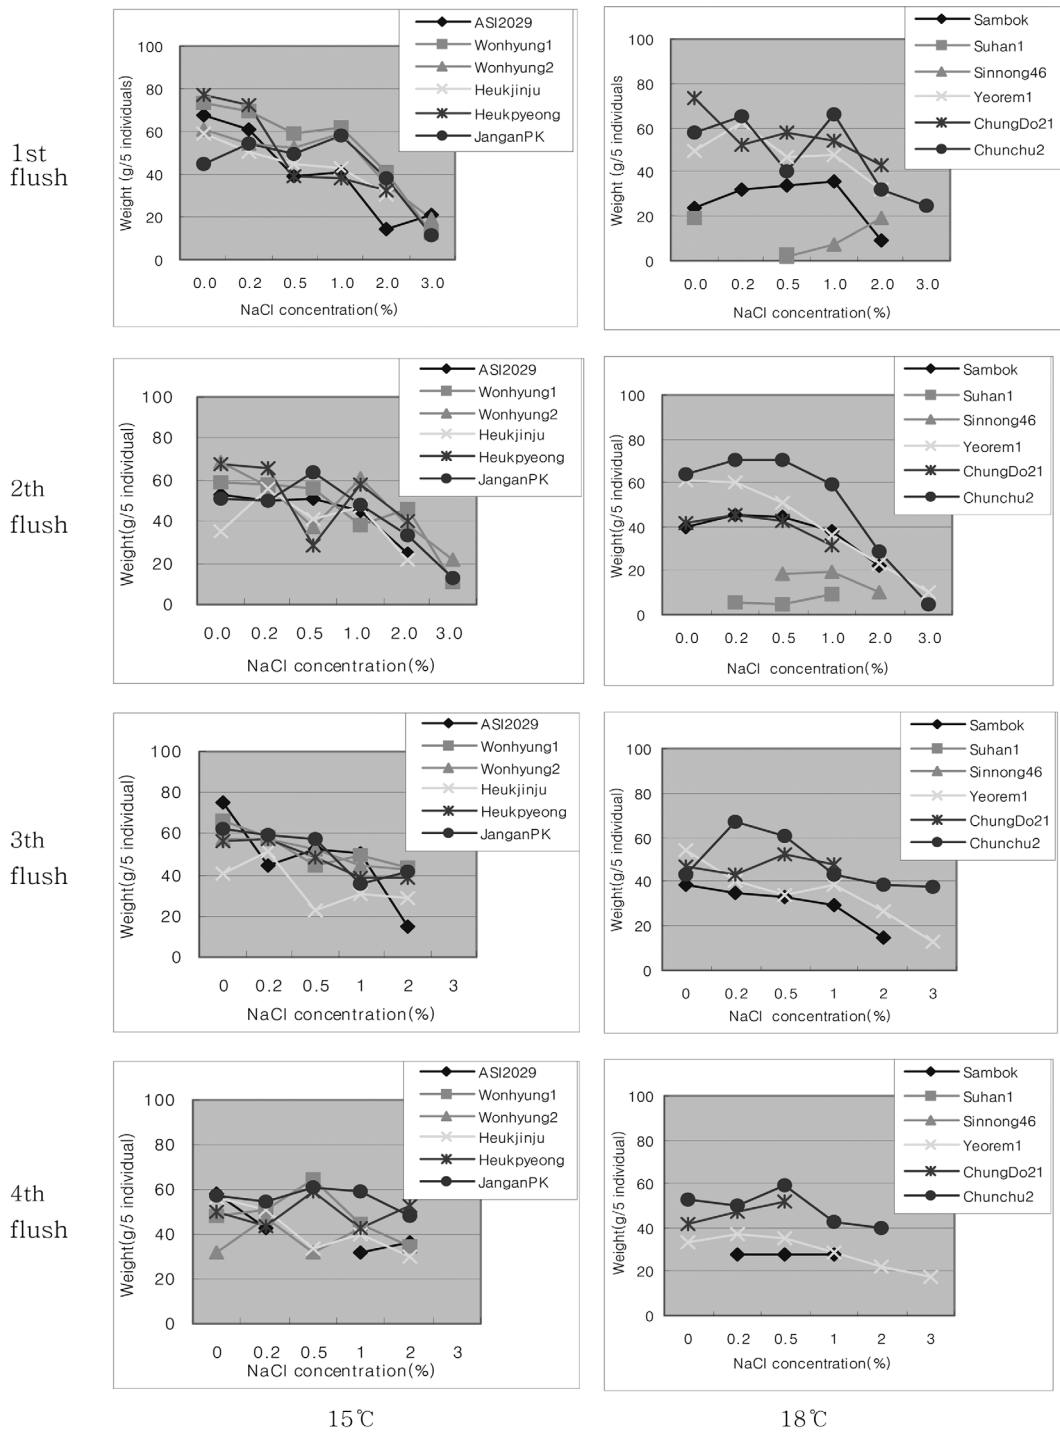 1st
flush
ASI2029
Wonhyung1
Wonhyung2
Heukjinju
Heukpyeong
JanganPK
Weight (g/5 individuals)
100
80
60
40
20
0
0.0 0.2 0.5 1.0 2.0 3.0
NaCl concentration(%)
Sambok
Suhan1
Sinnong46
Yeorem1
ChungDo21
Chunchu2
Weight (g/5 individuals
100
80
60
40
20
0
0.0 0.2 0.5 1.0 2.0 3.0
NaCl concentration(%)
2th
flush
ASI2029
Wonhyung1
Wonhyung2
Heukjinju
Heukpyeong
JanganPK
Weight(g/5 individual)
100
80
60
40
20
0
0.0 0.2 0.5 1.0 2.0 3.0
NaCl concentration(%)
Sambok
Suhan1
Sinnong46
Yeorem1
ChungDo21
Chunchu2
Weight(g/5 individual)
100
80
60
40
20
0
0.0 0.2 0.5 1.0 2.0 3.0
NaCl concentration(%)
3th
flush
ASI2029
Wonhyung1
Wonhyung2
Heukjinju
Heukpyeong
JanganPK
Weight(g/5 individual)
100
80
60
40
20
0
0 0.2 0.5 1 2 3
NaCl concentration(%)
Sambok
Suhan1
Sinnong46
Yeorem1
ChungDo21
Chunchu2
Weight(g/5 individual)
100
80
60
40
20
0
0 0.2 0.5 1 2 3
NaCl concentration(%)
4th
flush
ASI2029
Wonhyung1
Wonhyung2
Heukjinju
Heukpyeong
JanganPK
Weight(g/5 individual)
100
80
60
40
20
0
0 0.2 0.5 1 2 3
NaCl concentration(%)
Sambok
Suhan1
Sinnong46
Yeorem1
ChungDo21
Chunchu2
Weight(g/5 individual)
100
80
60
40
20
0
0 0.2 0.5 1 2 3
NaCl concentration(%)
15℃
18℃